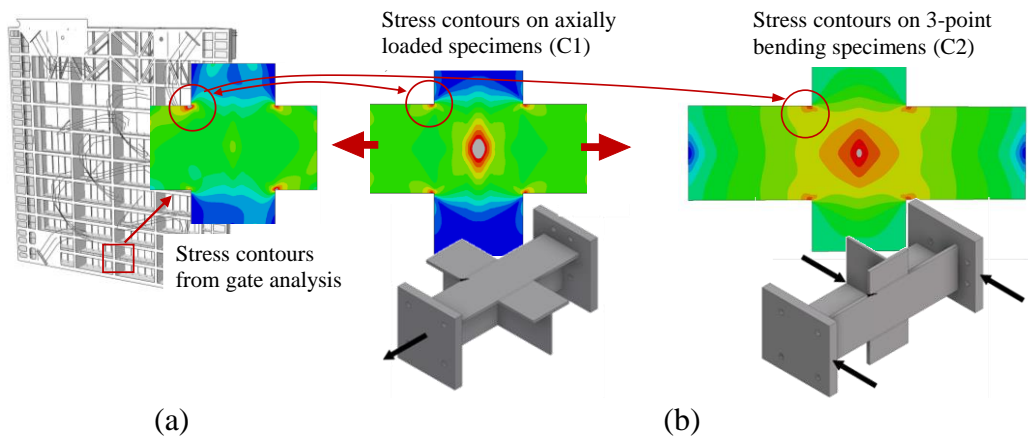 Stress contours on axially
loaded specimens (C1)
Stress contours on 3-point
bending specimens (C2)
Stress contours
from gate analysis
(a)
(b)